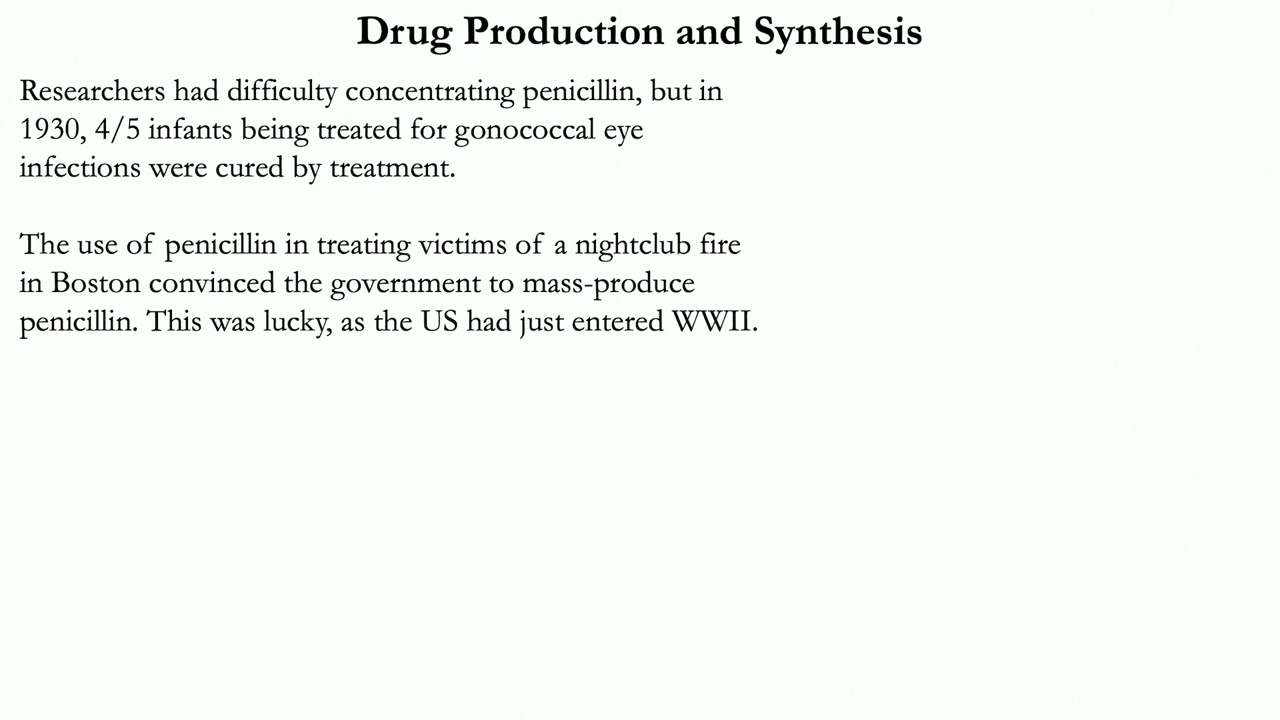 Drug Production and Synthesis
Researchers had difficulty concentrating penicillin, but in
1930, 4/5 infants being treated for gonococcal eye
infections were cured by treatment.
The use of penicillin in treating victims of a nightclub fire
in Boston convinced the government to mass-produce
penicillin. This was lucky, as the US had just entered WWII.